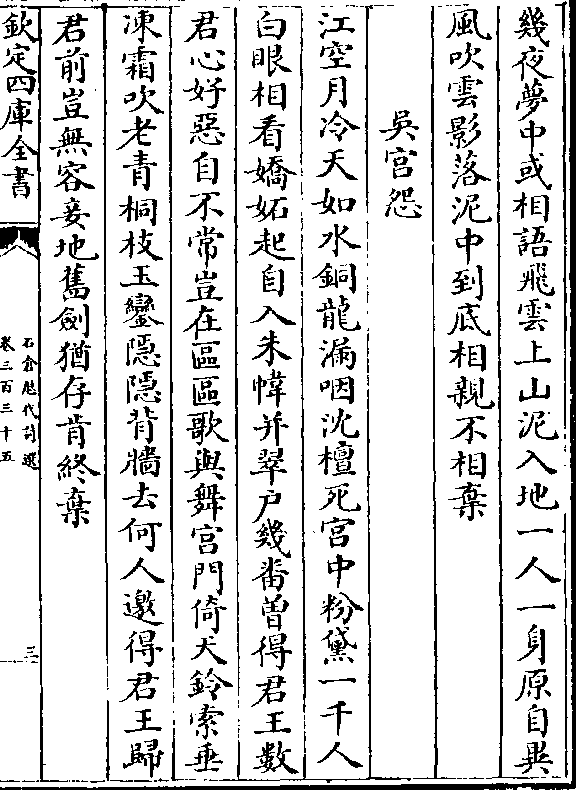 幾夜夢中或相語飛雲上山泥入地一人一身原自異
風吹雲影落泥中到底相親不相棄
吳宮怨
江空月冷天如水銅龍漏咽沈檀死宮中粉黛一千人
白眼相看嬌妬起自入朱幃并翠戶幾畨曽得君王數
君心好惡自不常豈在區區歌與舞宮門倚犬鈴索垂
凍霜吹老青桐枝玉鑾隱隱背牆去何人邀得君王歸
君前豈無容妾地舊劍猶存肯終棄
欽定四庫全書
石倉歴代詩選
卷三百三十五
三